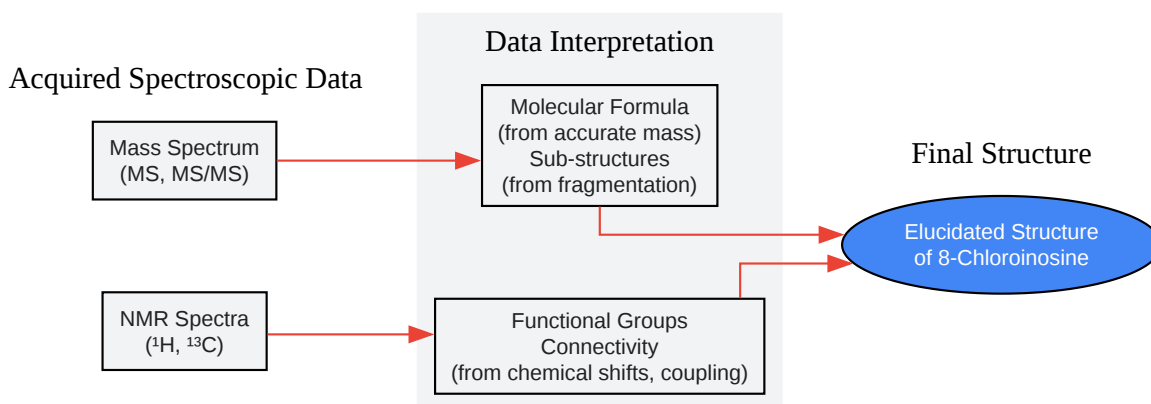 Acquired Spectroscopic Data
Mass Spectrum
(MS, MS/MS)
NMR Spectra
(¹H, ¹³C)
Data Interpretation
Molecular Formula
(from accurate mass)
Sub-structures
(from fragmentation)
Functional Groups
Connectivity
(from chemical shifts, coupling)
Final Structure
Elucidated Structure
of 8-Chloroinosine